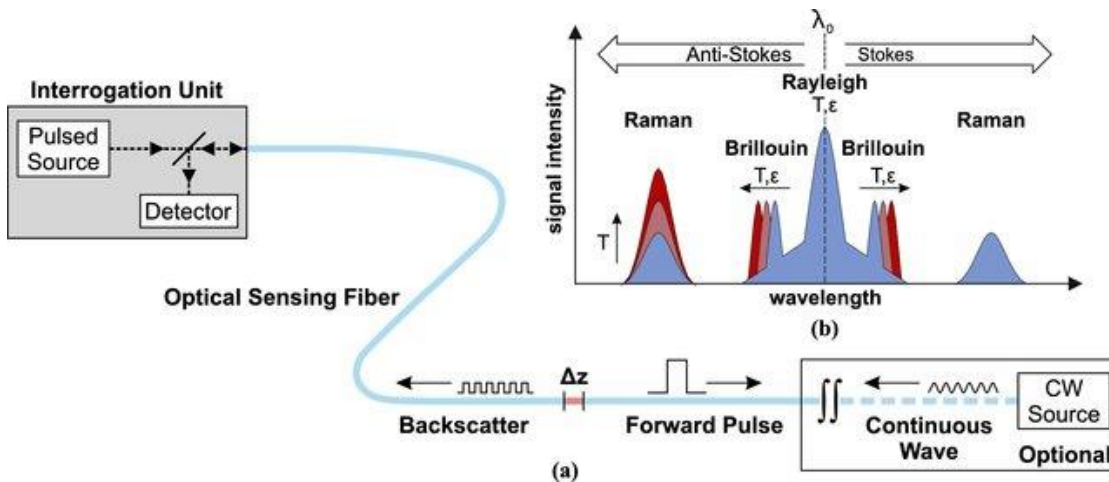 Interrogation Unit
Pulsed
Source
Detector
Optical Sensing Fiber
λ₀
Anti-Stokes
Stokes
Rayleigh
T,ε
Raman
Raman
Brillouin
Brillouin
T,ε
T,ε
T
signal intensity
wavelength
(b)
Δz
Backscatter
Forward Pulse
Continuous
Wave
CW
Source
Optional
(a)